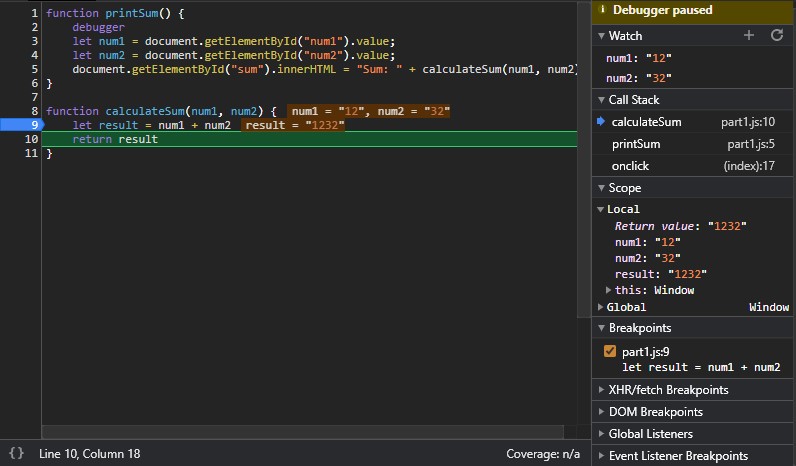 1 function printSum() {
2 debugger
3 let num1 = document.getElementById("num1").value;
4 let num2 = document.getElementById("num2").value;
5 document.getElementById("sum").innerHTML = "Sum: " + calculateSum(num1, num2)
6 }
7
8 function calculateSum(num1, num2) { num1 = "12", num2 = "32"
9 let result = num1 + num2 result = "1232"
10 return result
11 }
{} Line 10, Column 18 Coverage: n/a
Debugger paused
Watch
num1: "12"
num2: "32"
Call Stack
calculateSum part1.js:10
printSum part1.js:5
onclick (index):17
Scope
Local
Return value: "1232"
num1: "12"
num2: "32"
result: "1232"
this: Window
Global Window
Breakpoints
part1.js:9
let result = num1 + num2
XHR/fetch Breakpoints
DOM Breakpoints
Global Listeners
Event Listener Breakpoints